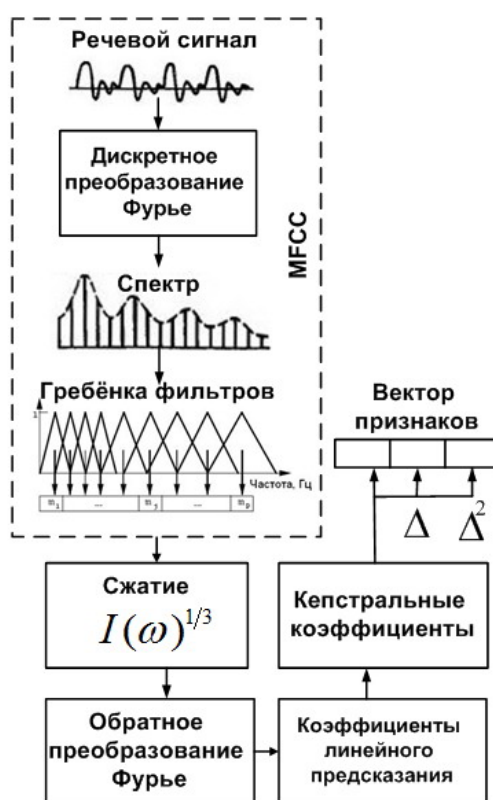 Речевой сигнал
Дискретное
преобразование
Фурье
MFCC
Спектр
Гребёнка фильтров
1
Частота, Гц
m1 ... mj ... mp
Вектор
признаков
Δ Δ²
Сжатие
I(ω)^1/3
Кепстральные
коэффициенты
Обратное
преобразование
Фурье
Коэффициенты
линейного
предсказания